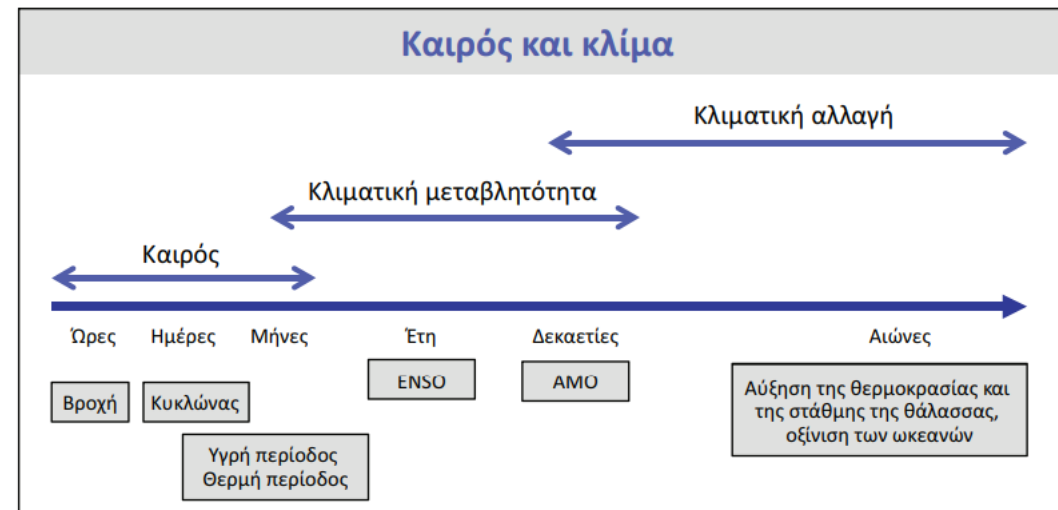 Καιρός και κλίμα
Κλιματική αλλαγή
Κλιματική μεταβλητότητα
Καιρός
Ώρες Ημέρες Μήνες Έτη Δεκαετίες Αιώνες
Βροχή
Κυκλώνας
Υγρή περίοδος
Θερμή περίοδος
ENSO
AMO
Αύξηση της θερμοκρασίας και
της στάθμης της θάλασσας,
οξίνιση των ωκεανών